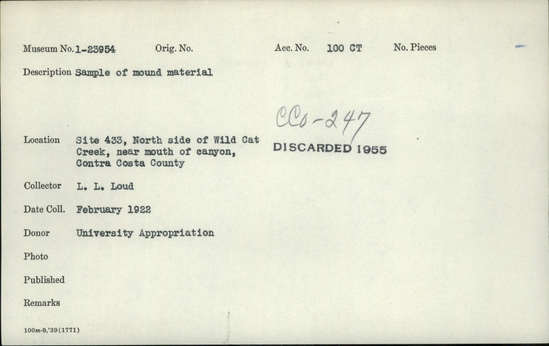 Museum No. 1-23954 Orig. No. Acc. No. 100 CT No. Pieces
Description Sample of mound material
CCo-247
Location Site 433, North side of Wild Cat
Creek, near mouth of canyon,
Contra Costa County
DISCARDED 1955
Collector L. L. Loud
Date Coll. February 1922
Donor University Appropriation
Photo
Published
Remarks
100m-9,'39(1771)